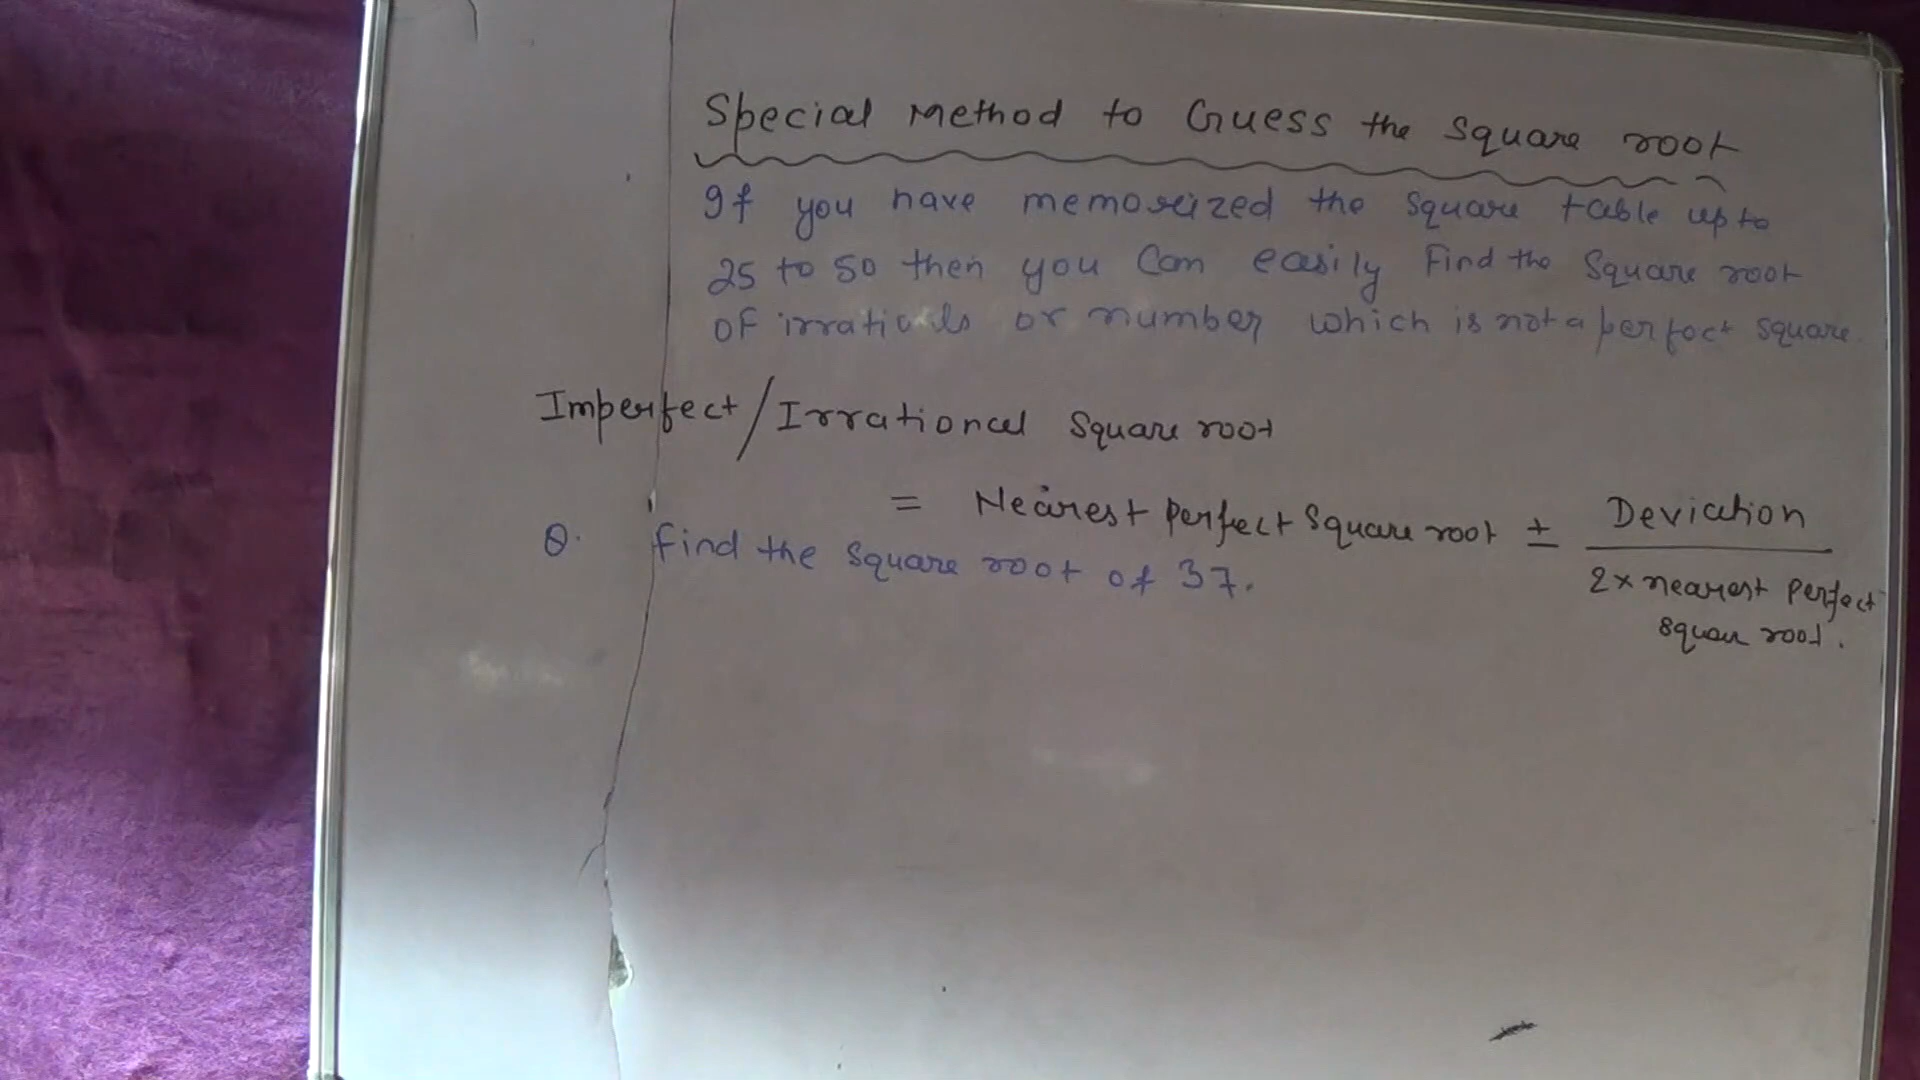 Special Method to Guess the square root
If you have memorized the square table up to
25 to 50 then you can easily Find the Square root
OF irrationals or number which is not a perfect square.
Imperfect/Irrational Square root
= Nearest perfect Square root ± Deviation / 2 x nearest perfect square root.
Q. find the square root of 37.